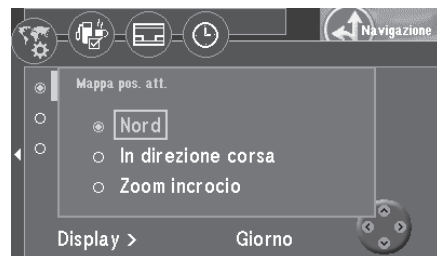 Navigazione
Mappa pos. att.
Nord
In direzione corsa
Zoom incrocio
Display >
Giorno